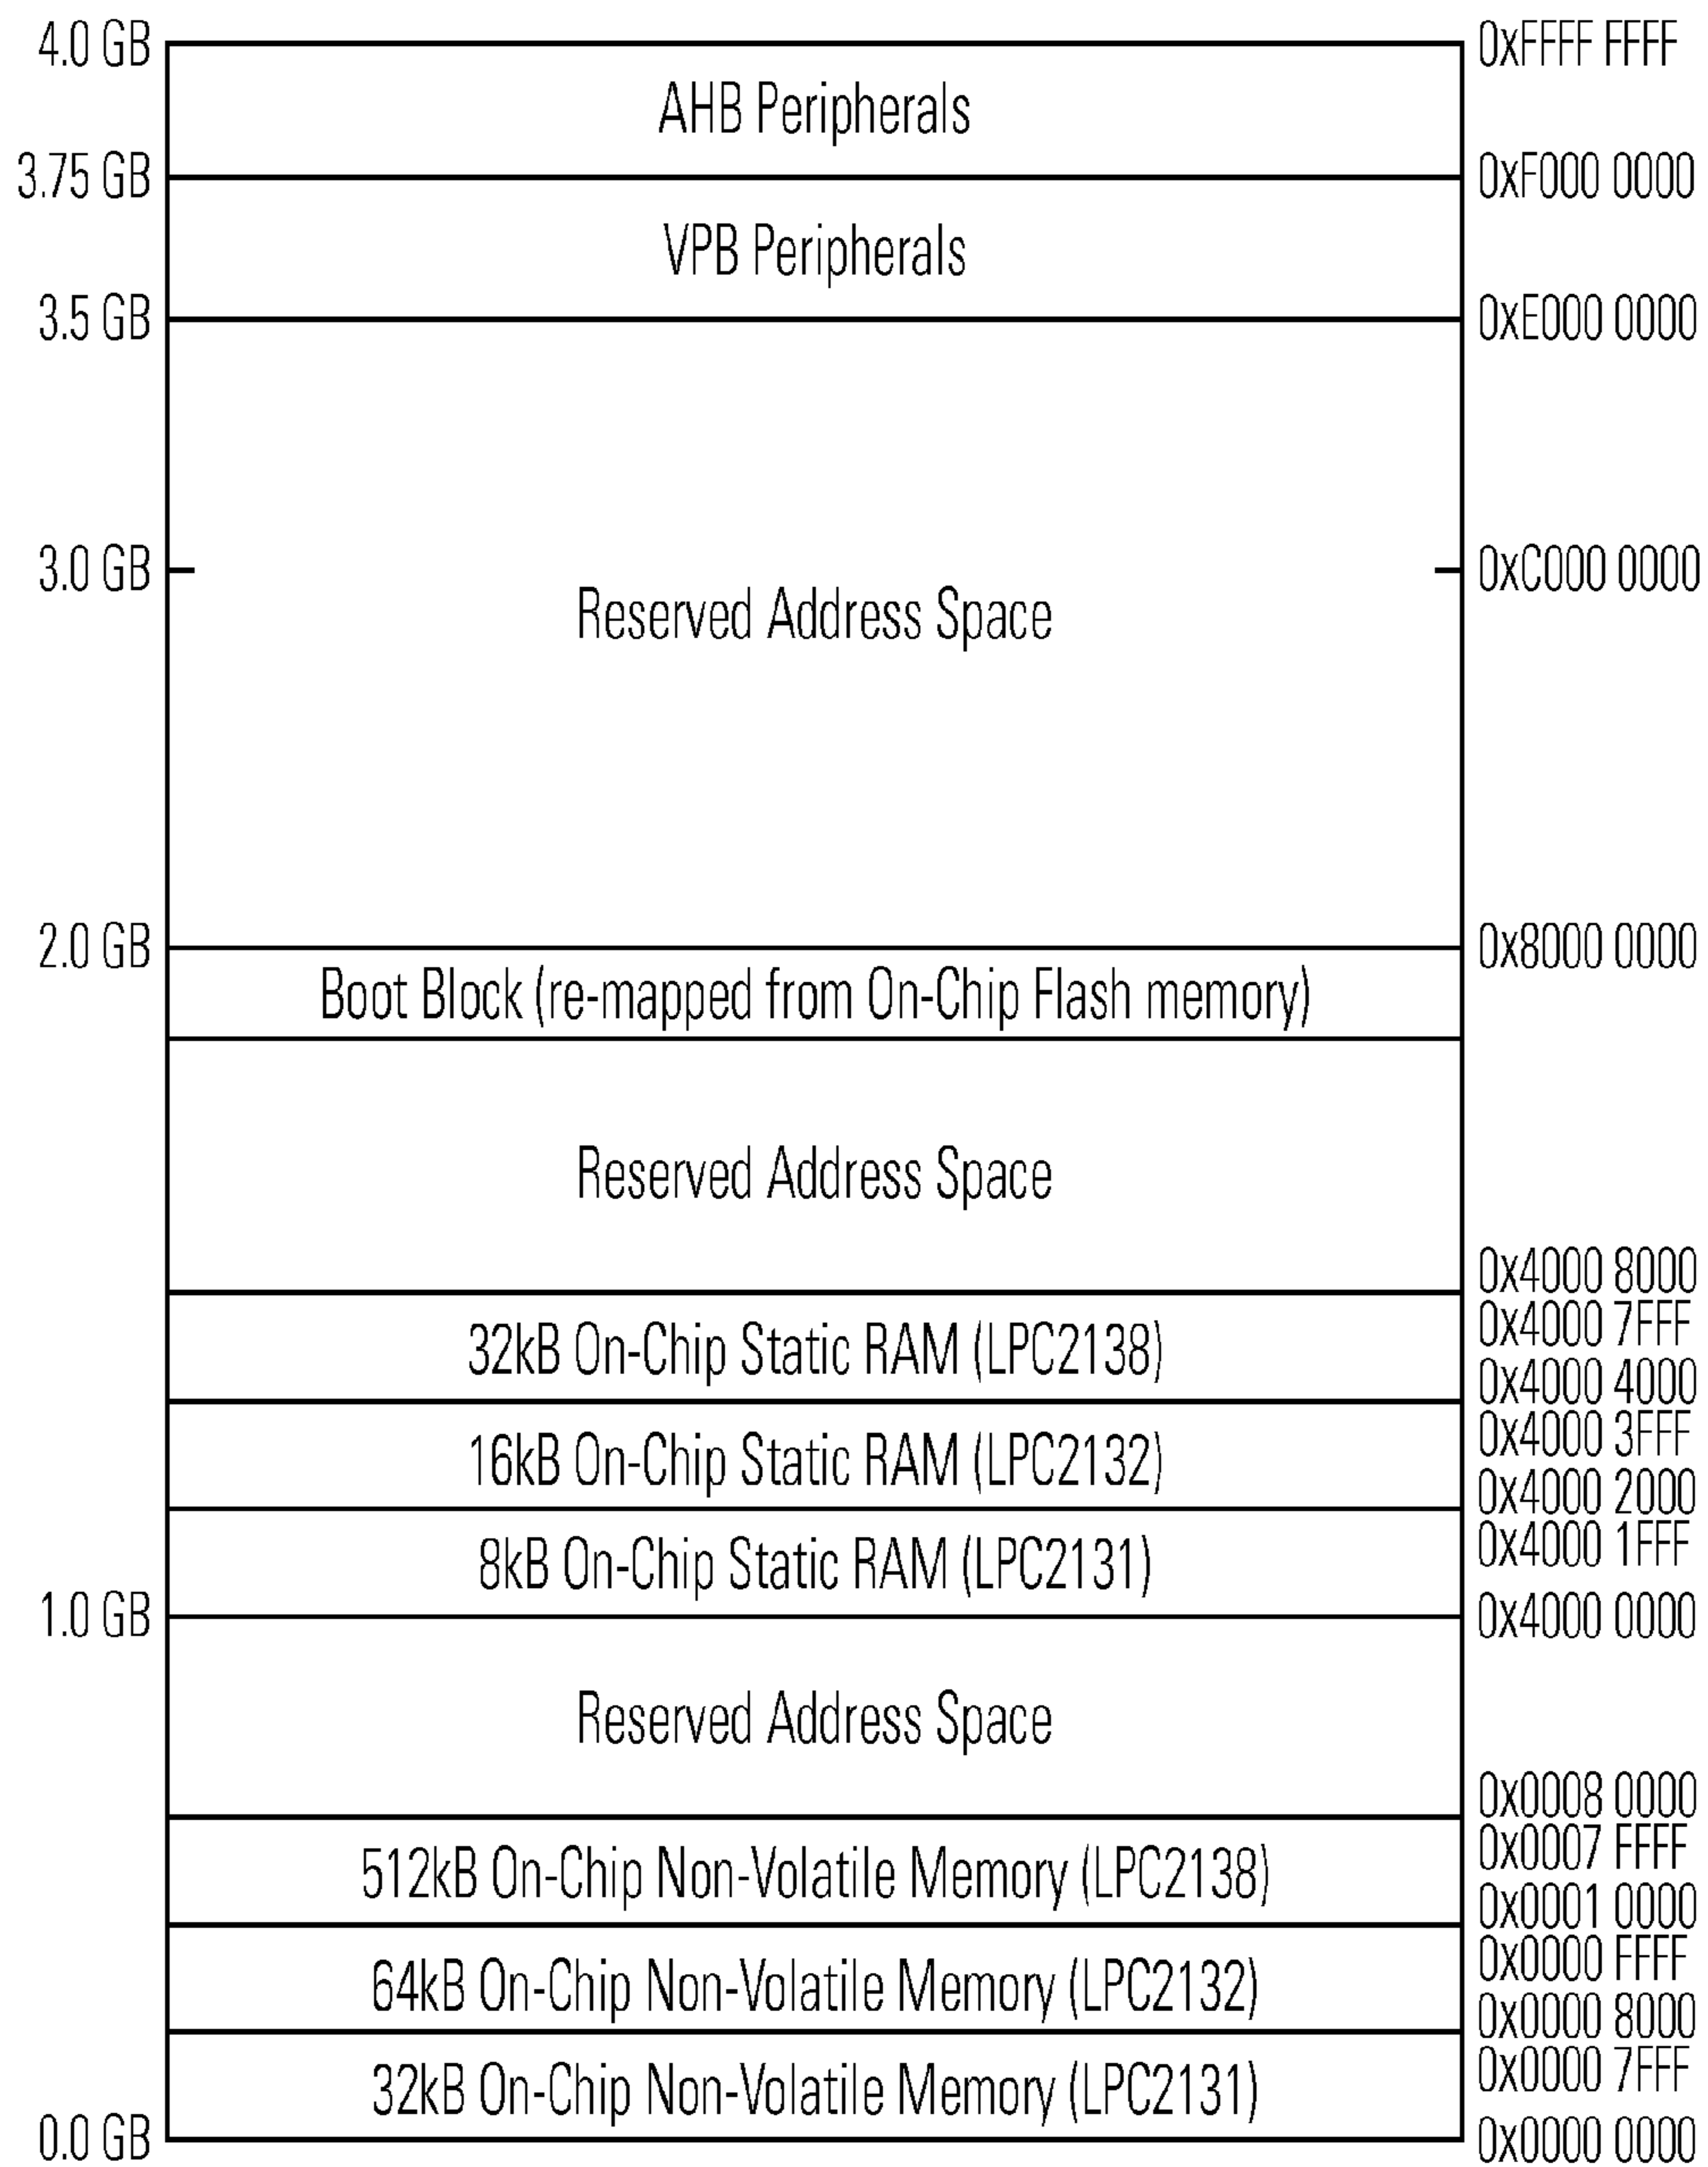 4.0 GB
0xFFFF FFFF
AHB Peripherals
3.75 GB
0xF000 0000
VPB Peripherals
3.5 GB
0xE000 0000
3.0 GB
0xC000 0000
Reserved Address Space
2.0 GB
0x8000 0000
Boot Block (re-mapped from On-Chip Flash memory)
Reserved Address Space
0x4000 8000
0x4000 7FFF
32kB On-Chip Static RAM (LPC2138)
0x4000 4000
0x4000 3FFF
16kB On-Chip Static RAM (LPC2132)
0x4000 2000
0x4000 1FFF
8kB On-Chip Static RAM (LPC2131)
1.0 GB
0x4000 0000
Reserved Address Space
0x0008 0000
0x0007 FFFF
512kB On-Chip Non-Volatile Memory (LPC2138)
0x0001 0000
0x0000 FFFF
64kB On-Chip Non-Volatile Memory (LPC2132)
0x0000 8000
0x0000 7FFF
32kB On-Chip Non-Volatile Memory (LPC2131)
0.0 GB
0x0000 0000